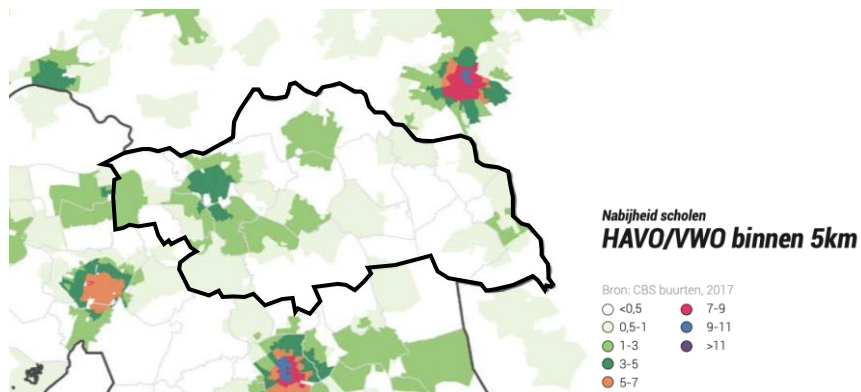 Nabijheid scholen
HAVO/VWO binnen 5km
Bron: CBS buurten, 2017
<0,5
7-9
0,5-1
9-11
1-3
>11
3-5
5-7